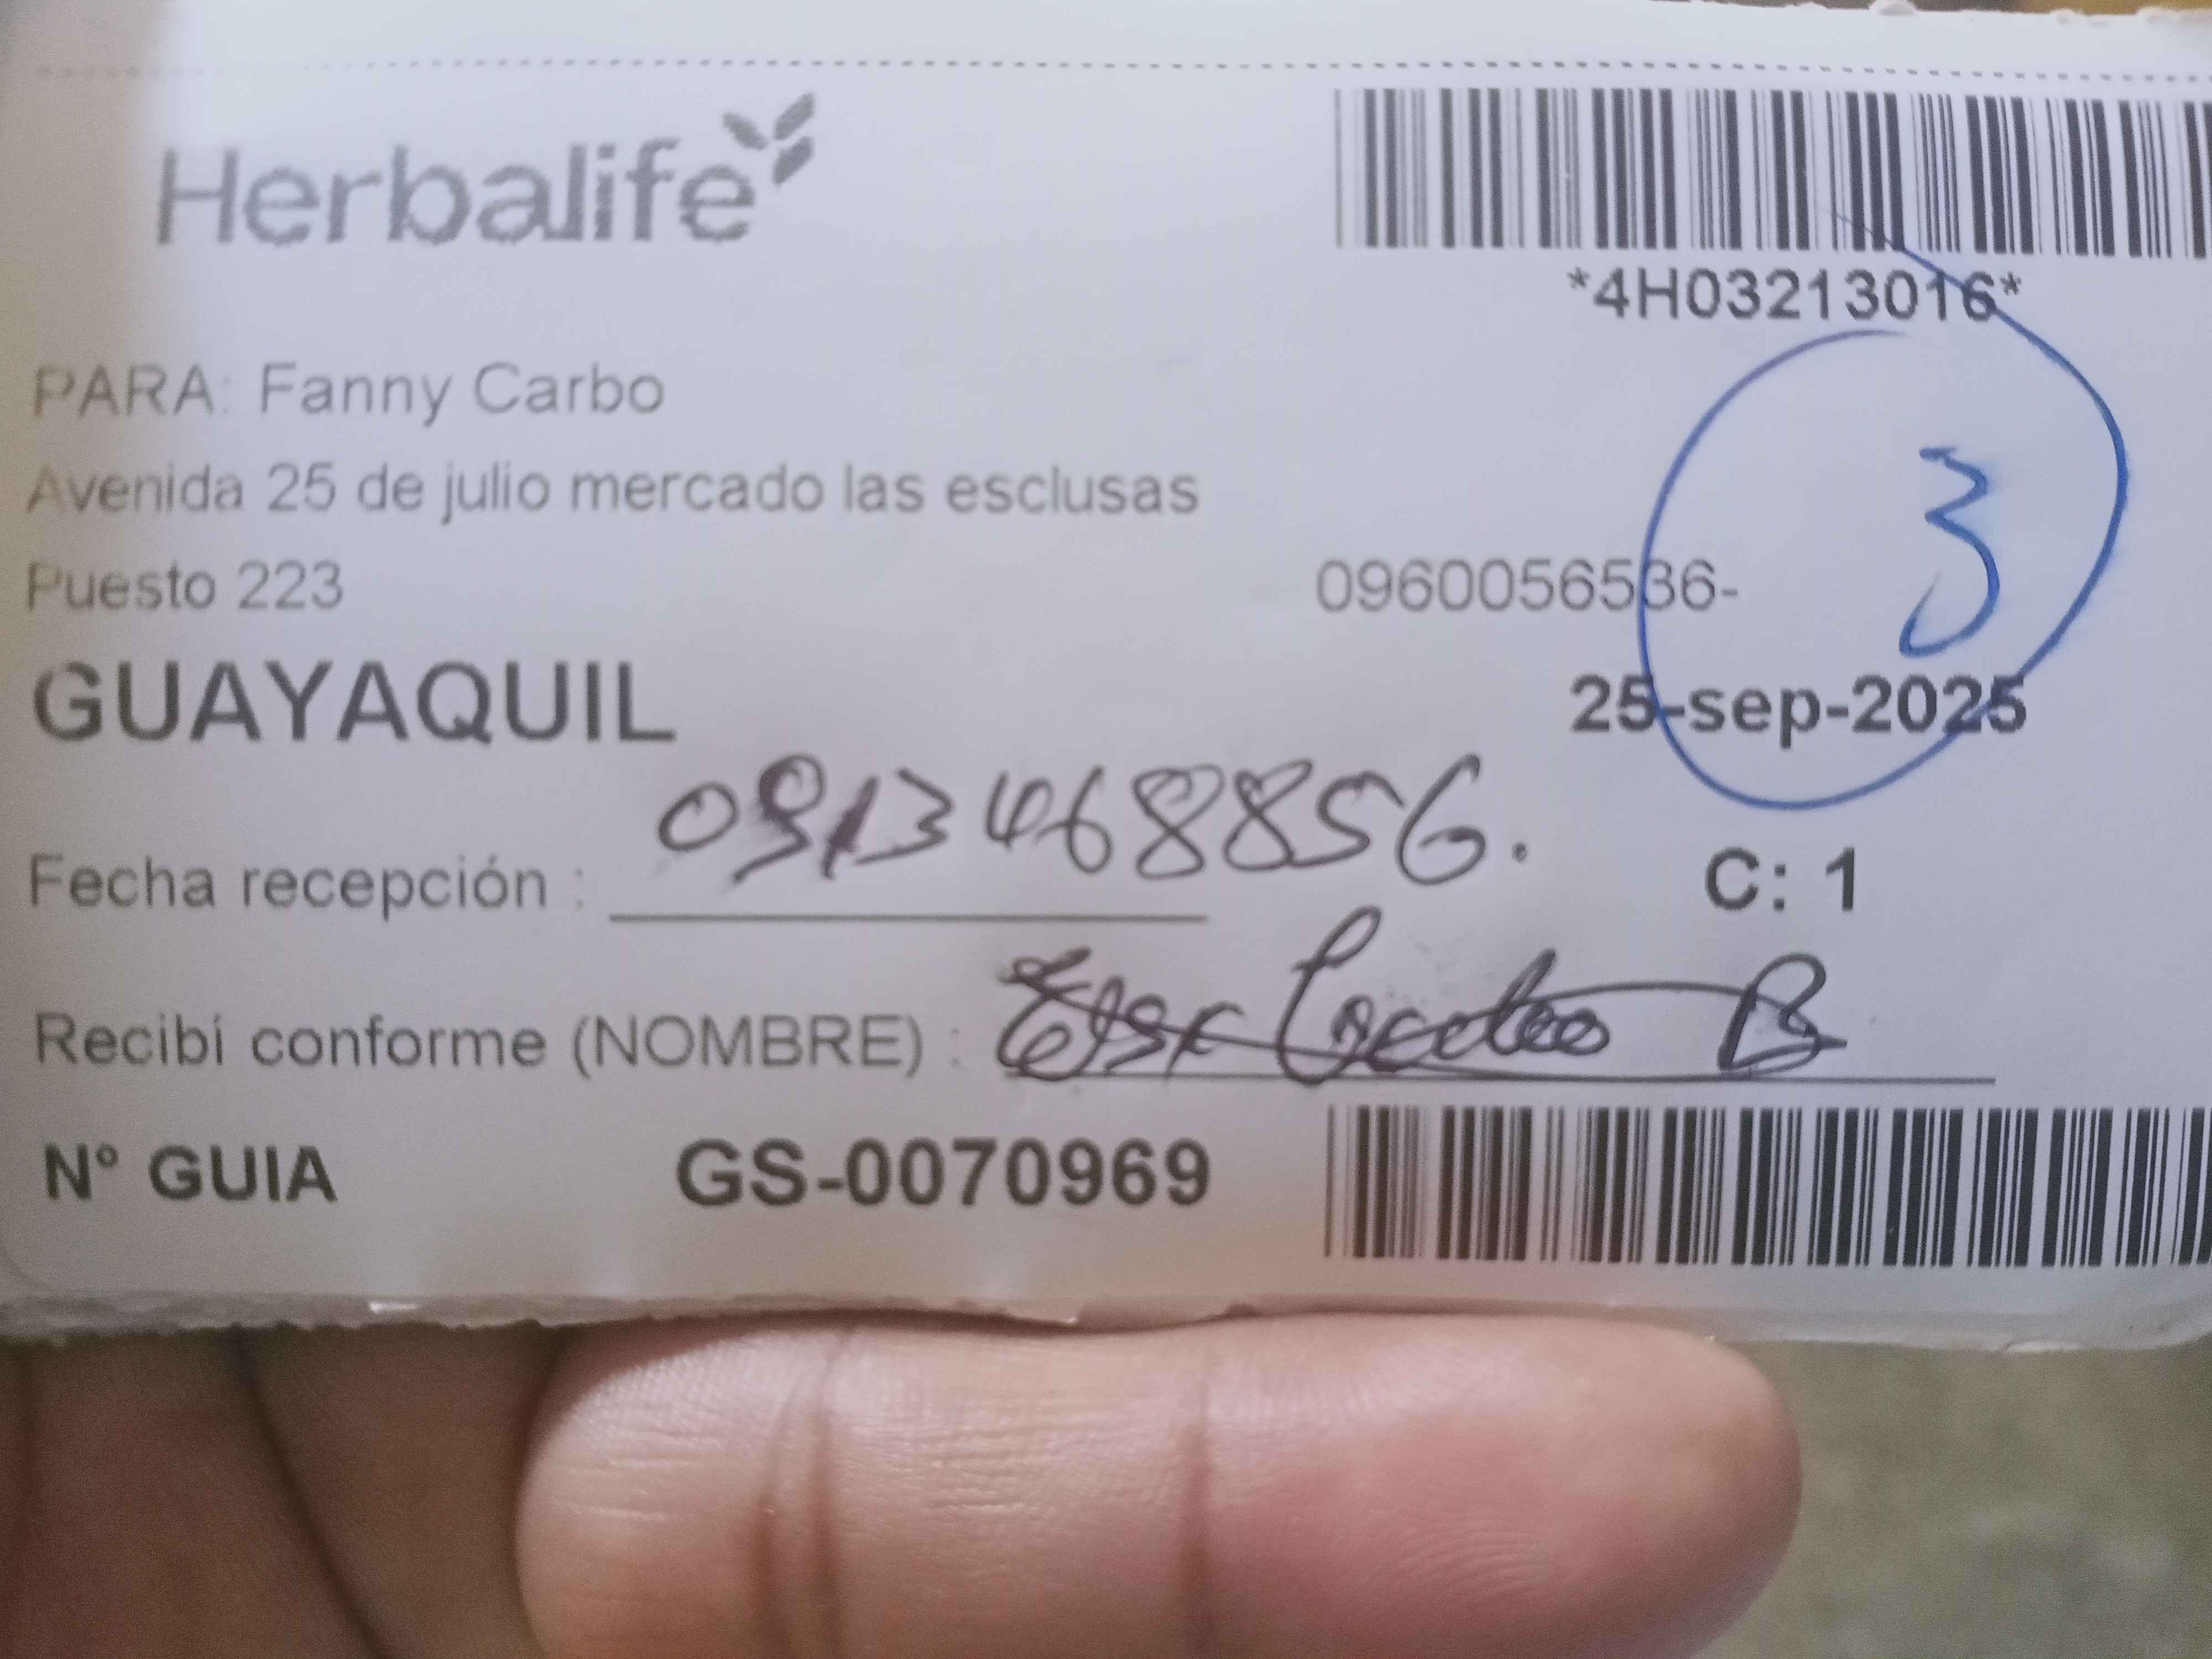 Herbalife
*4H03213016*
PARA: Fanny Carbo
Avenida 25 de julio mercado las esclusas
Puesto 223
0960056536-
3
GUAYAQUIL
25-sep-2025
0913468856.
Fecha recepción :
C: 1
Recibí conforme (NOMBRE) : B
N° GUIA GS-0070969